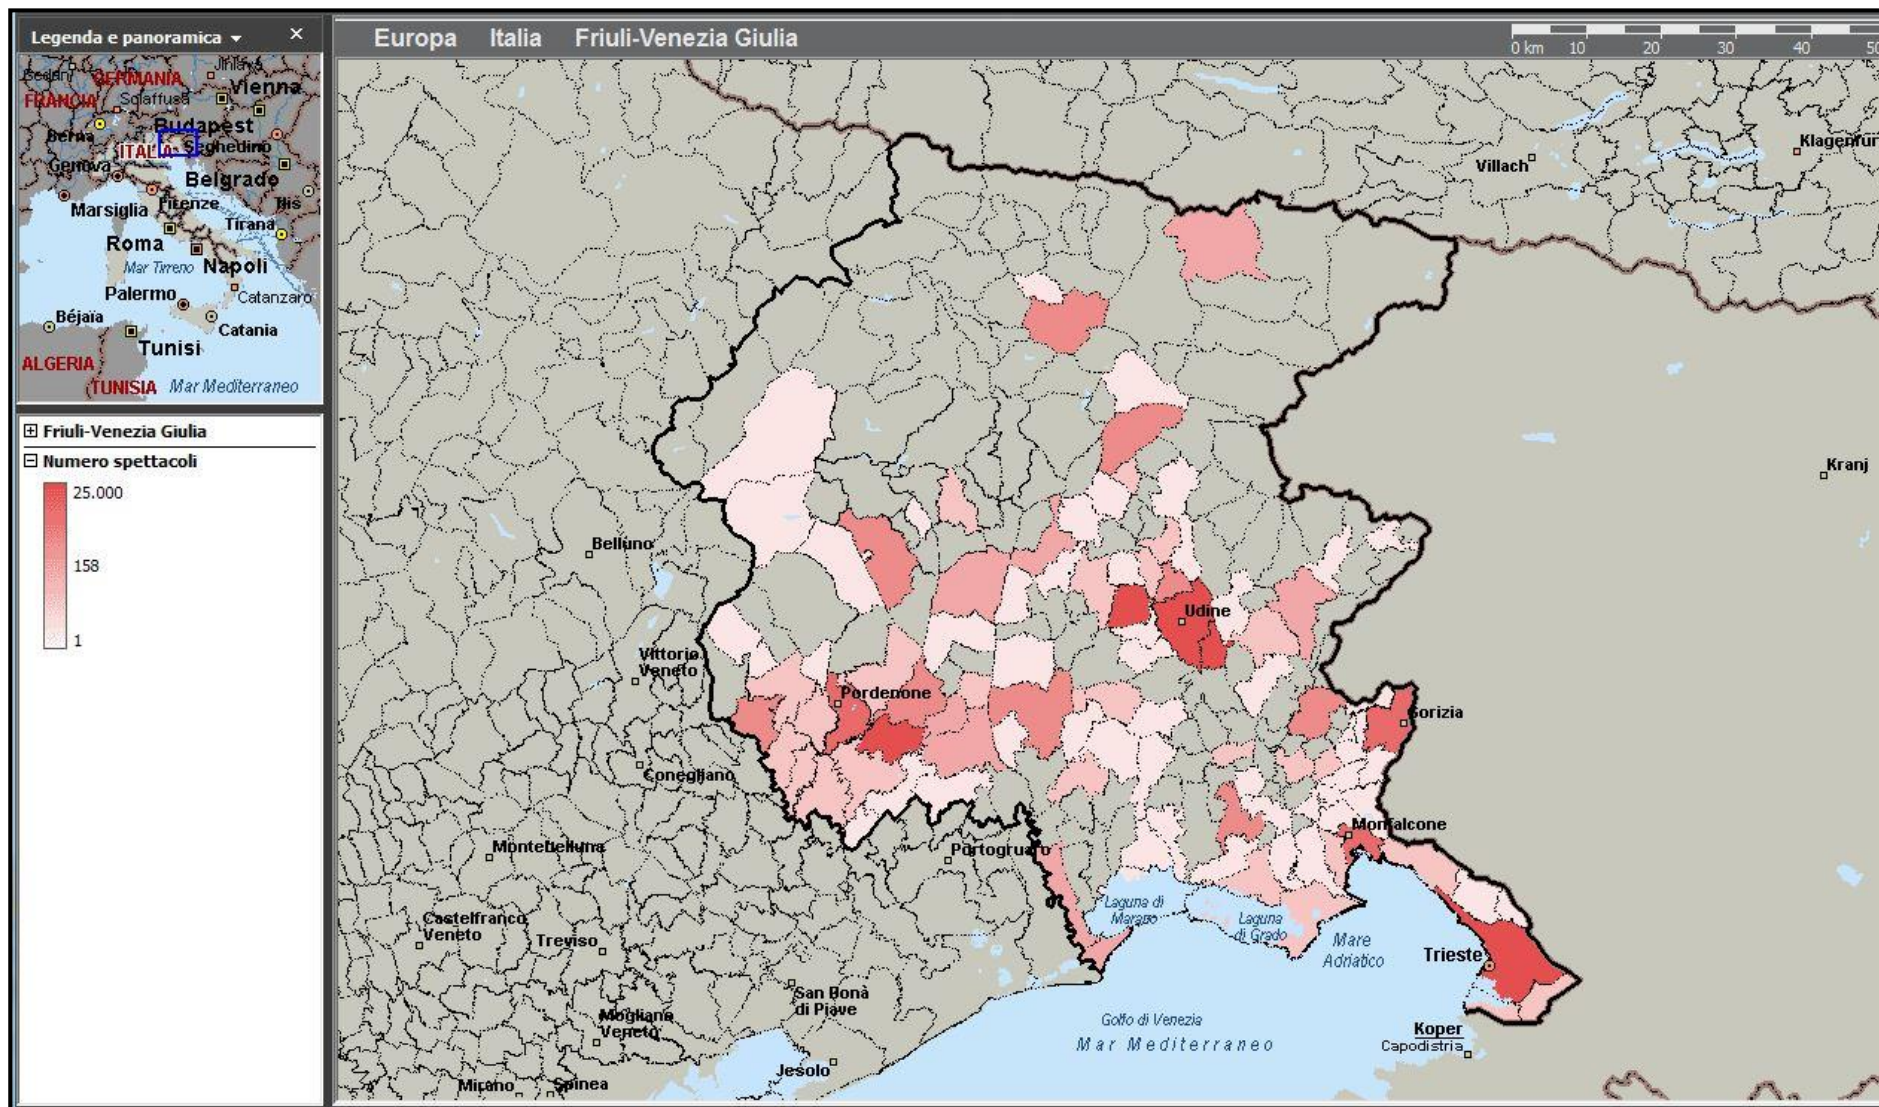 Legenda e panoramica
Europa Italia Friuli-Venezia Giulia
0 km 10 20 30 40 50
GERMANIA
Jihlava
FRANCIA
Sciaffusa
Vienna
Berna
Budapest
ITALIA
Seghedino
Genova
Belgrado
Marsiglia
Firenze
Nis
Tirana
Roma
Mar Tirreno
Napoli
Palermo
Catanzaro
Béjaïa
Catania
Tunisi
ALGERIA
TUNISIA
Mar Mediterraneo
Friuli-Venezia Giulia
Numero spettacoli
25.000
158
1
Villach
Klagenfur
Kranj
Belluno
Udine
Vittorio
Veneto
Pordenone
Gorizia
Conegliano
Monfalcone
Montebelluna
Portogruaro
Castelfranco
Veneto
Treviso
Laguna di
Marano
Laguna
di Grado
Mare
Adriatico
Trieste
San Donà
di Piave
Mogliano
Veneto
Golfo di Venezia
Mar Mediterraneo
Koper
Capodistria
Jesolo
Mirano
Spinea